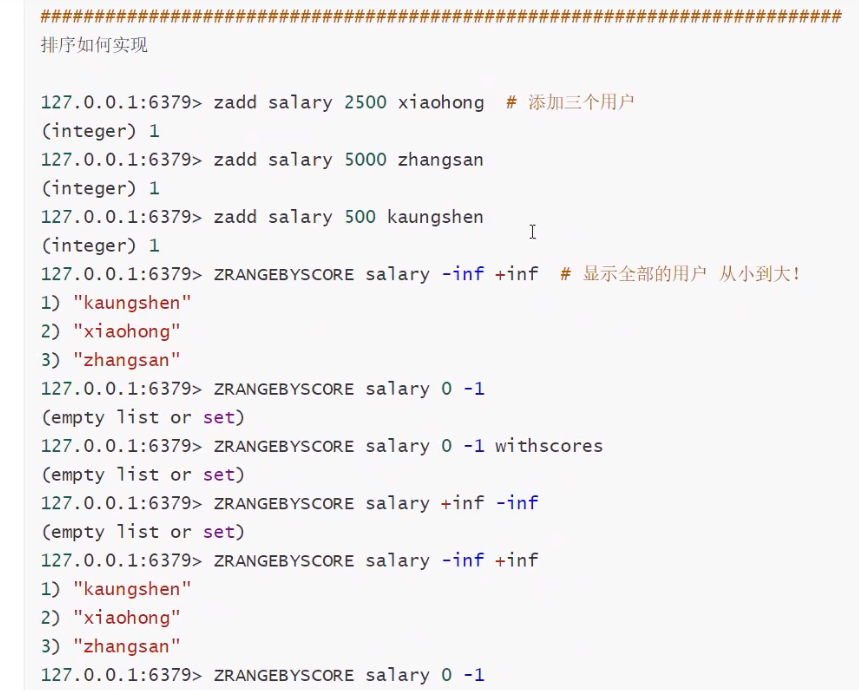 ##########################################################################
排序如何实现
127.0.0.1:6379> zadd salary 2500 xiaohong  # 添加三个用户
(integer) 1
127.0.0.1:6379> zadd salary 5000 zhangsan
(integer) 1
127.0.0.1:6379> zadd salary 500 kaungshen
(integer) 1
127.0.0.1:6379> ZRANGEBYSCORE salary -inf +inf  # 显示全部的用户 从小到大!
1) "kaungshen"
2) "xiaohong"
3) "zhangsan"
127.0.0.1:6379> ZRANGEBYSCORE salary 0 -1
(empty list or set)
127.0.0.1:6379> ZRANGEBYSCORE salary 0 -1 withscores
(empty list or set)
127.0.0.1:6379> ZRANGEBYSCORE salary +inf -inf
(empty list or set)
127.0.0.1:6379> ZRANGEBYSCORE salary -inf +inf
1) "kaungshen"
2) "xiaohong"
3) "zhangsan"
127.0.0.1:6379> ZRANGEBYSCORE salary 0 -1